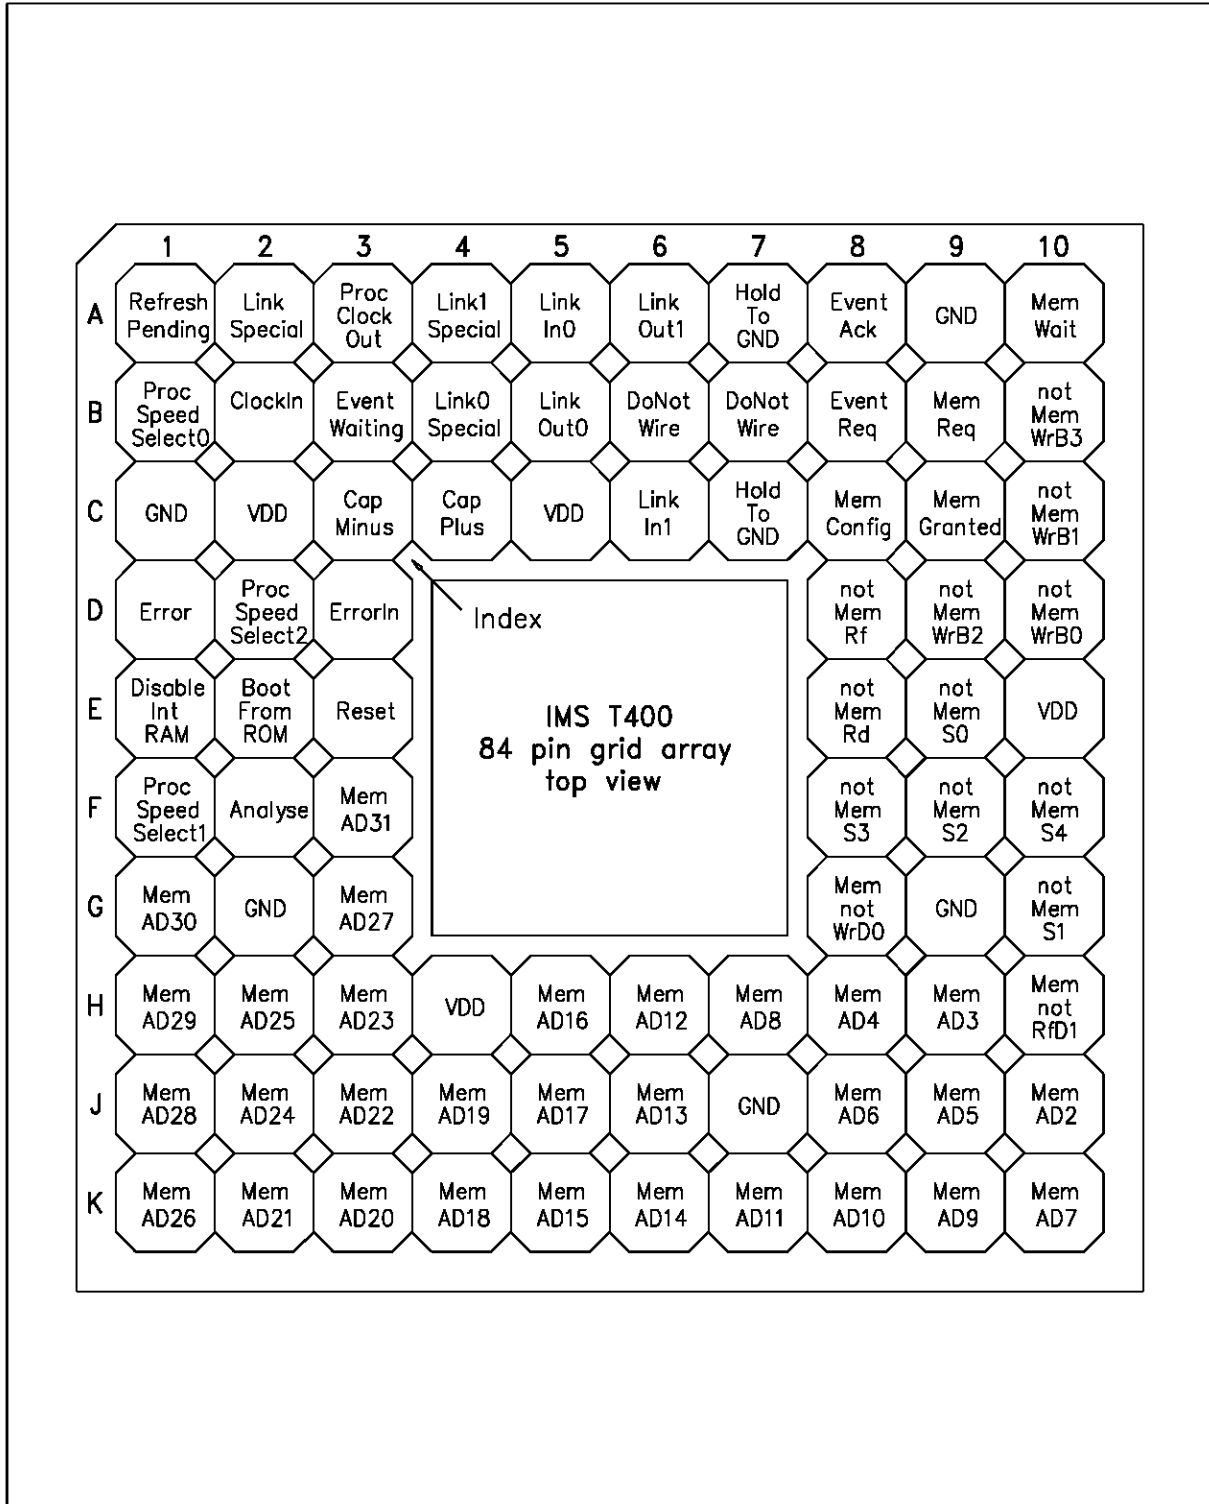 1 2 3 4 5 6 7 8 9 10
A
Refresh
Pending
Link
Special
Proc
Clock
Out
Link1
Special
Link
In0
Link
Out1
Hold
To
GND
Event
Ack
GND
Mem
Wait
B
Proc
Speed
Select0
ClockIn
Event
Waiting
Link0
Special
Link
Out0
DoNot
Wire
DoNot
Wire
Event
Req
Mem
Req
not
Mem
WrB3
C
GND
VDD
Cap
Minus
Cap
Plus
VDD
Link
In1
Hold
To
GND
Mem
Config
Mem
Granted
not
Mem
WrB1
D
Error
Proc
Speed
Select2
ErrorIn
Index
not
Mem
Rf
not
Mem
WrB2
not
Mem
WrB0
E
Disable
Int
RAM
Boot
From
ROM
Reset
IMS T400
84 pin grid array
top view
not
Mem
Rd
not
Mem
S0
VDD
F
Proc
Speed
Select1
Analyse
Mem
AD31
not
Mem
S3
not
Mem
S2
not
Mem
S4
G
Mem
AD30
GND
Mem
AD27
Mem
not
WrD0
GND
not
Mem
S1
H
Mem
AD29
Mem
AD25
Mem
AD23
VDD
Mem
AD16
Mem
AD12
Mem
AD8
Mem
AD4
Mem
AD3
Mem
not
RfD1
J
Mem
AD28
Mem
AD24
Mem
AD22
Mem
AD19
Mem
AD17
Mem
AD13
GND
Mem
AD6
Mem
AD5
Mem
AD2
K
Mem
AD26
Mem
AD21
Mem
AD20
Mem
AD18
Mem
AD15
Mem
AD14
Mem
AD11
Mem
AD10
Mem
AD9
Mem
AD7